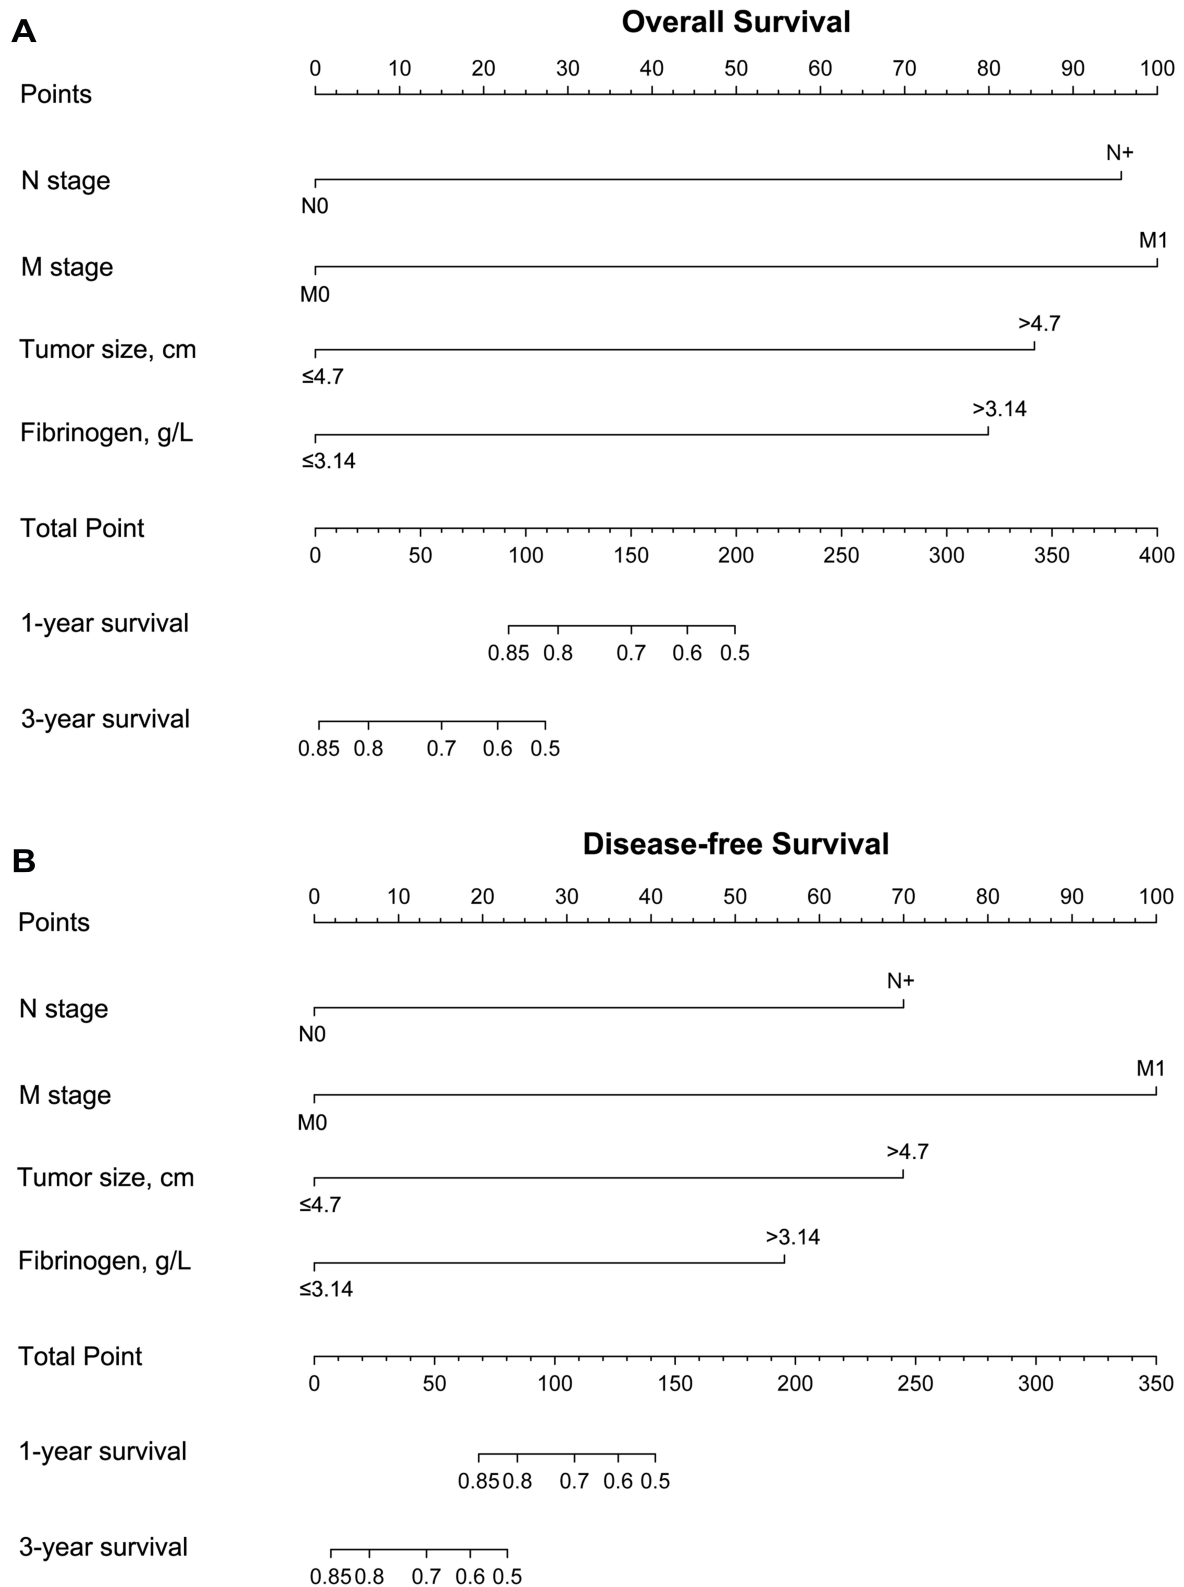 A
Overall Survival
0 10 20 30 40 50 60 70 80 90 100
Points
N+
N stage
N0
M1
M stage
M0
>4.7
Tumor size, cm
≤4.7
>3.14
Fibrinogen, g/L
≤3.14
Total Point
0 50 100 150 200 250 300 350 400
1-year survival
0.85 0.8 0.7 0.6 0.5
3-year survival
0.85 0.8 0.7 0.6 0.5
B
Disease-free Survival
0 10 20 30 40 50 60 70 80 90 100
Points
N+
N stage
N0
M1
M stage
M0
>4.7
Tumor size, cm
≤4.7
>3.14
Fibrinogen, g/L
≤3.14
Total Point
0 50 100 150 200 250 300 350
1-year survival
0.85 0.8 0.7 0.6 0.5
3-year survival
0.85 0.8 0.7 0.6 0.5